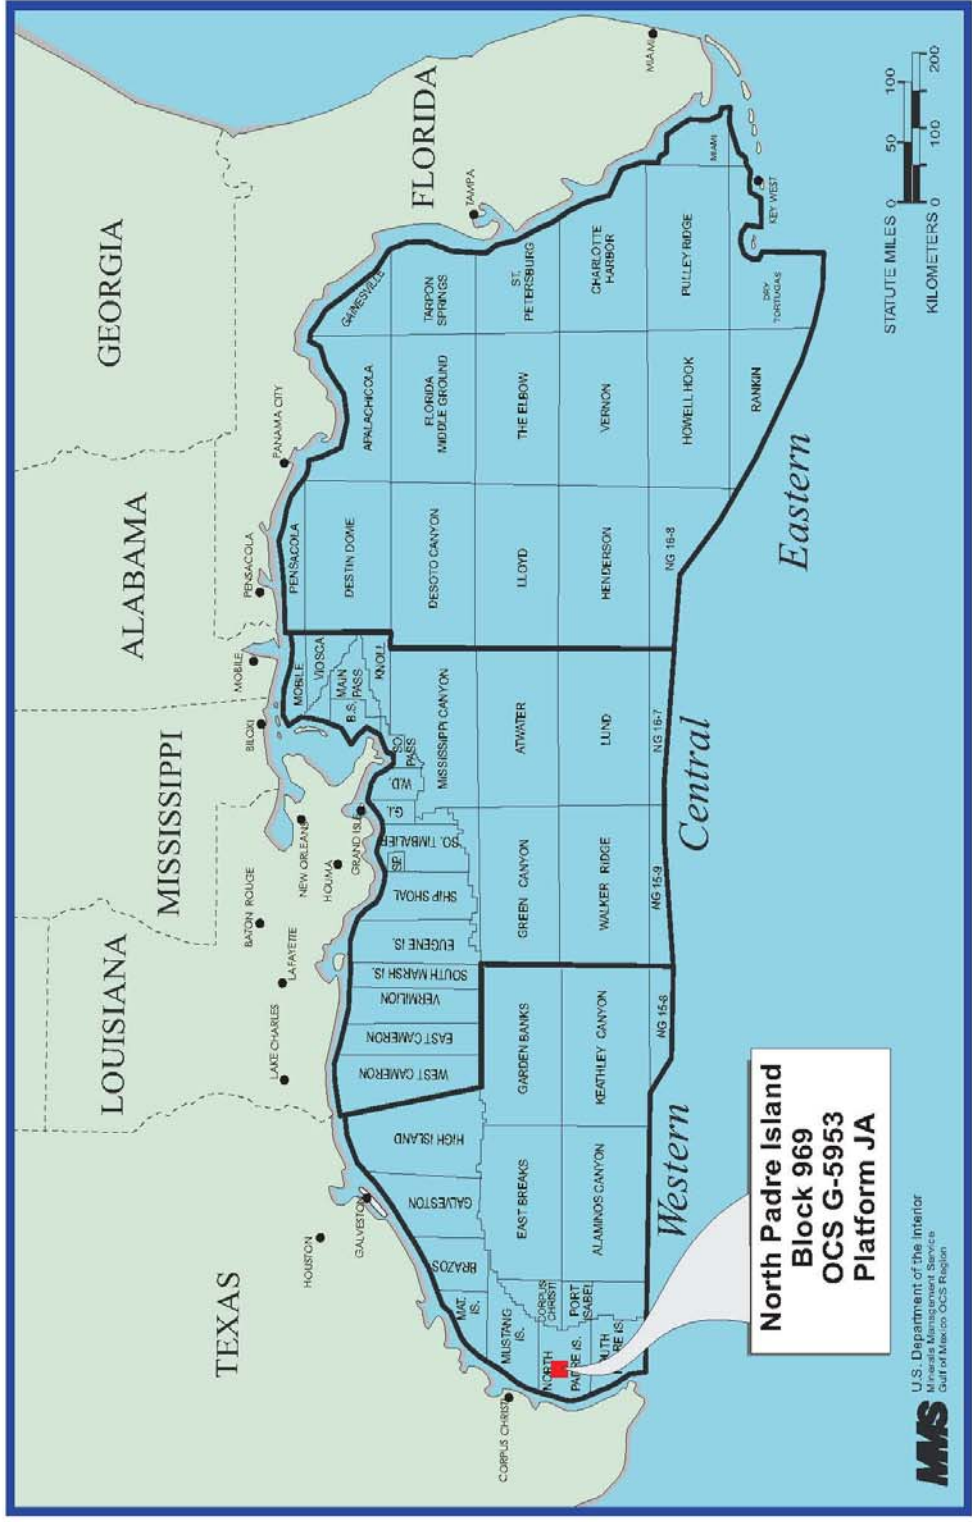 TEXAS
LOUISIANA
MISSISSIPPI
ALABAMA
GEORGIA
FLORIDA
HOUSTON
GALVESTON
CORPUS CHRISTI
LAKE CHARLES
LAFAYETTE
BATON ROUGE
NEW ORLEANS
HOUMA
GRAND ISLE
BILOXI
MOBILE
PENSACOLA
PANAMA CITY
TAMPA
MIAMI
KEY WEST
MAT.
IS.
BRAZOS
GALVESTON
HIGH ISLAND
WEST CAMERON
EAST CAMERON
VERMILION
SOUTH MARSH IS.
EUGENE IS.
SHIP SHOAL
SO. TIMBALIER
G.I.
W.D.
PASS
B.S.
MAIN
PASS
MOBILE
VIOSCA
KNOLL
PENSACOLA
DESTIN DOME
APALACHICOLA
GAINESVILLE
MUSTANG
IS.
CORPUS
CHRISTI
EAST BREAKS
GARDEN BANKS
GREEN CANYON
MISSISSIPPI CANYON
ATWATER
DESOTO CANYON
LLOYD
FLORIDA
MIDDLE GROUND
THE ELBOW
TARPON
SPRINGS
ST.
PETERSBURG
NORTH
PADRE IS.
PORT
ISABEL
ALAMINOS CANYON
KEATHLEY CANYON
WALKER RIDGE
LUND
HENDERSON
VERNON
CHARLOTTE
HARBOR
NG 15-9
NG 16-7
NG 16-8
HOWELL HOOK
PULLEY RIDGE
MIAMI
RANKIN
DRY
TORTUGAS
Western
Central
Eastern
North Padre Island
Block 969
OCS G-5953
Platform JA
STATUTE MILES 0 50 100
KILOMETERS 0 100 200
MMS
U.S. Department of the Interior
Minerals Management Service
Gulf of Mexico OCS Region